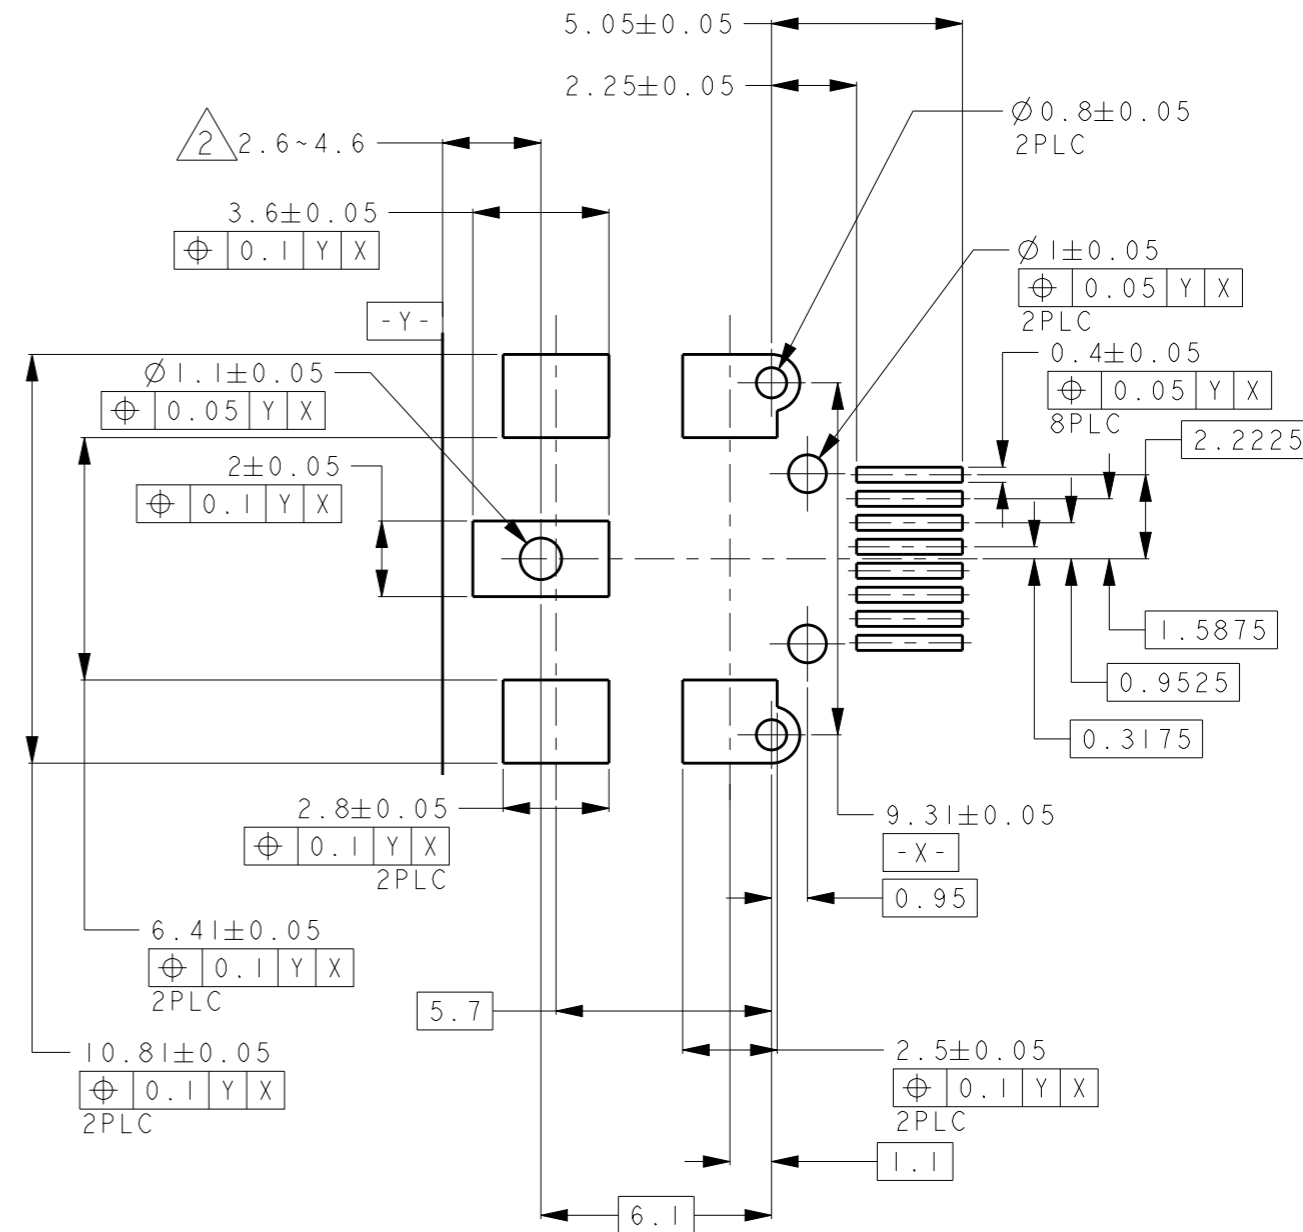 5.05±0.05
2.25±0.05
Ø0.8±0.05
2PLC
2 2.6~4.6
3.6±0.05
⌖ 0.1 Y X
Ø1±0.05
⌖ 0.05 Y X
2PLC
-Y-
0.4±0.05
⌖ 0.05 Y X
8PLC
2.2225
Ø1.1±0.05
⌖ 0.05 Y X
2±0.05
⌖ 0.1 Y X
1.5875
0.9525
0.3175
2.8±0.05
⌖ 0.1 Y X
2PLC
9.31±0.05
-X-
0.95
6.41±0.05
⌖ 0.1 Y X
2PLC
5.7
10.81±0.05
⌖ 0.1 Y X
2PLC
2.5±0.05
⌖ 0.1 Y X
2PLC
1.1
6.1